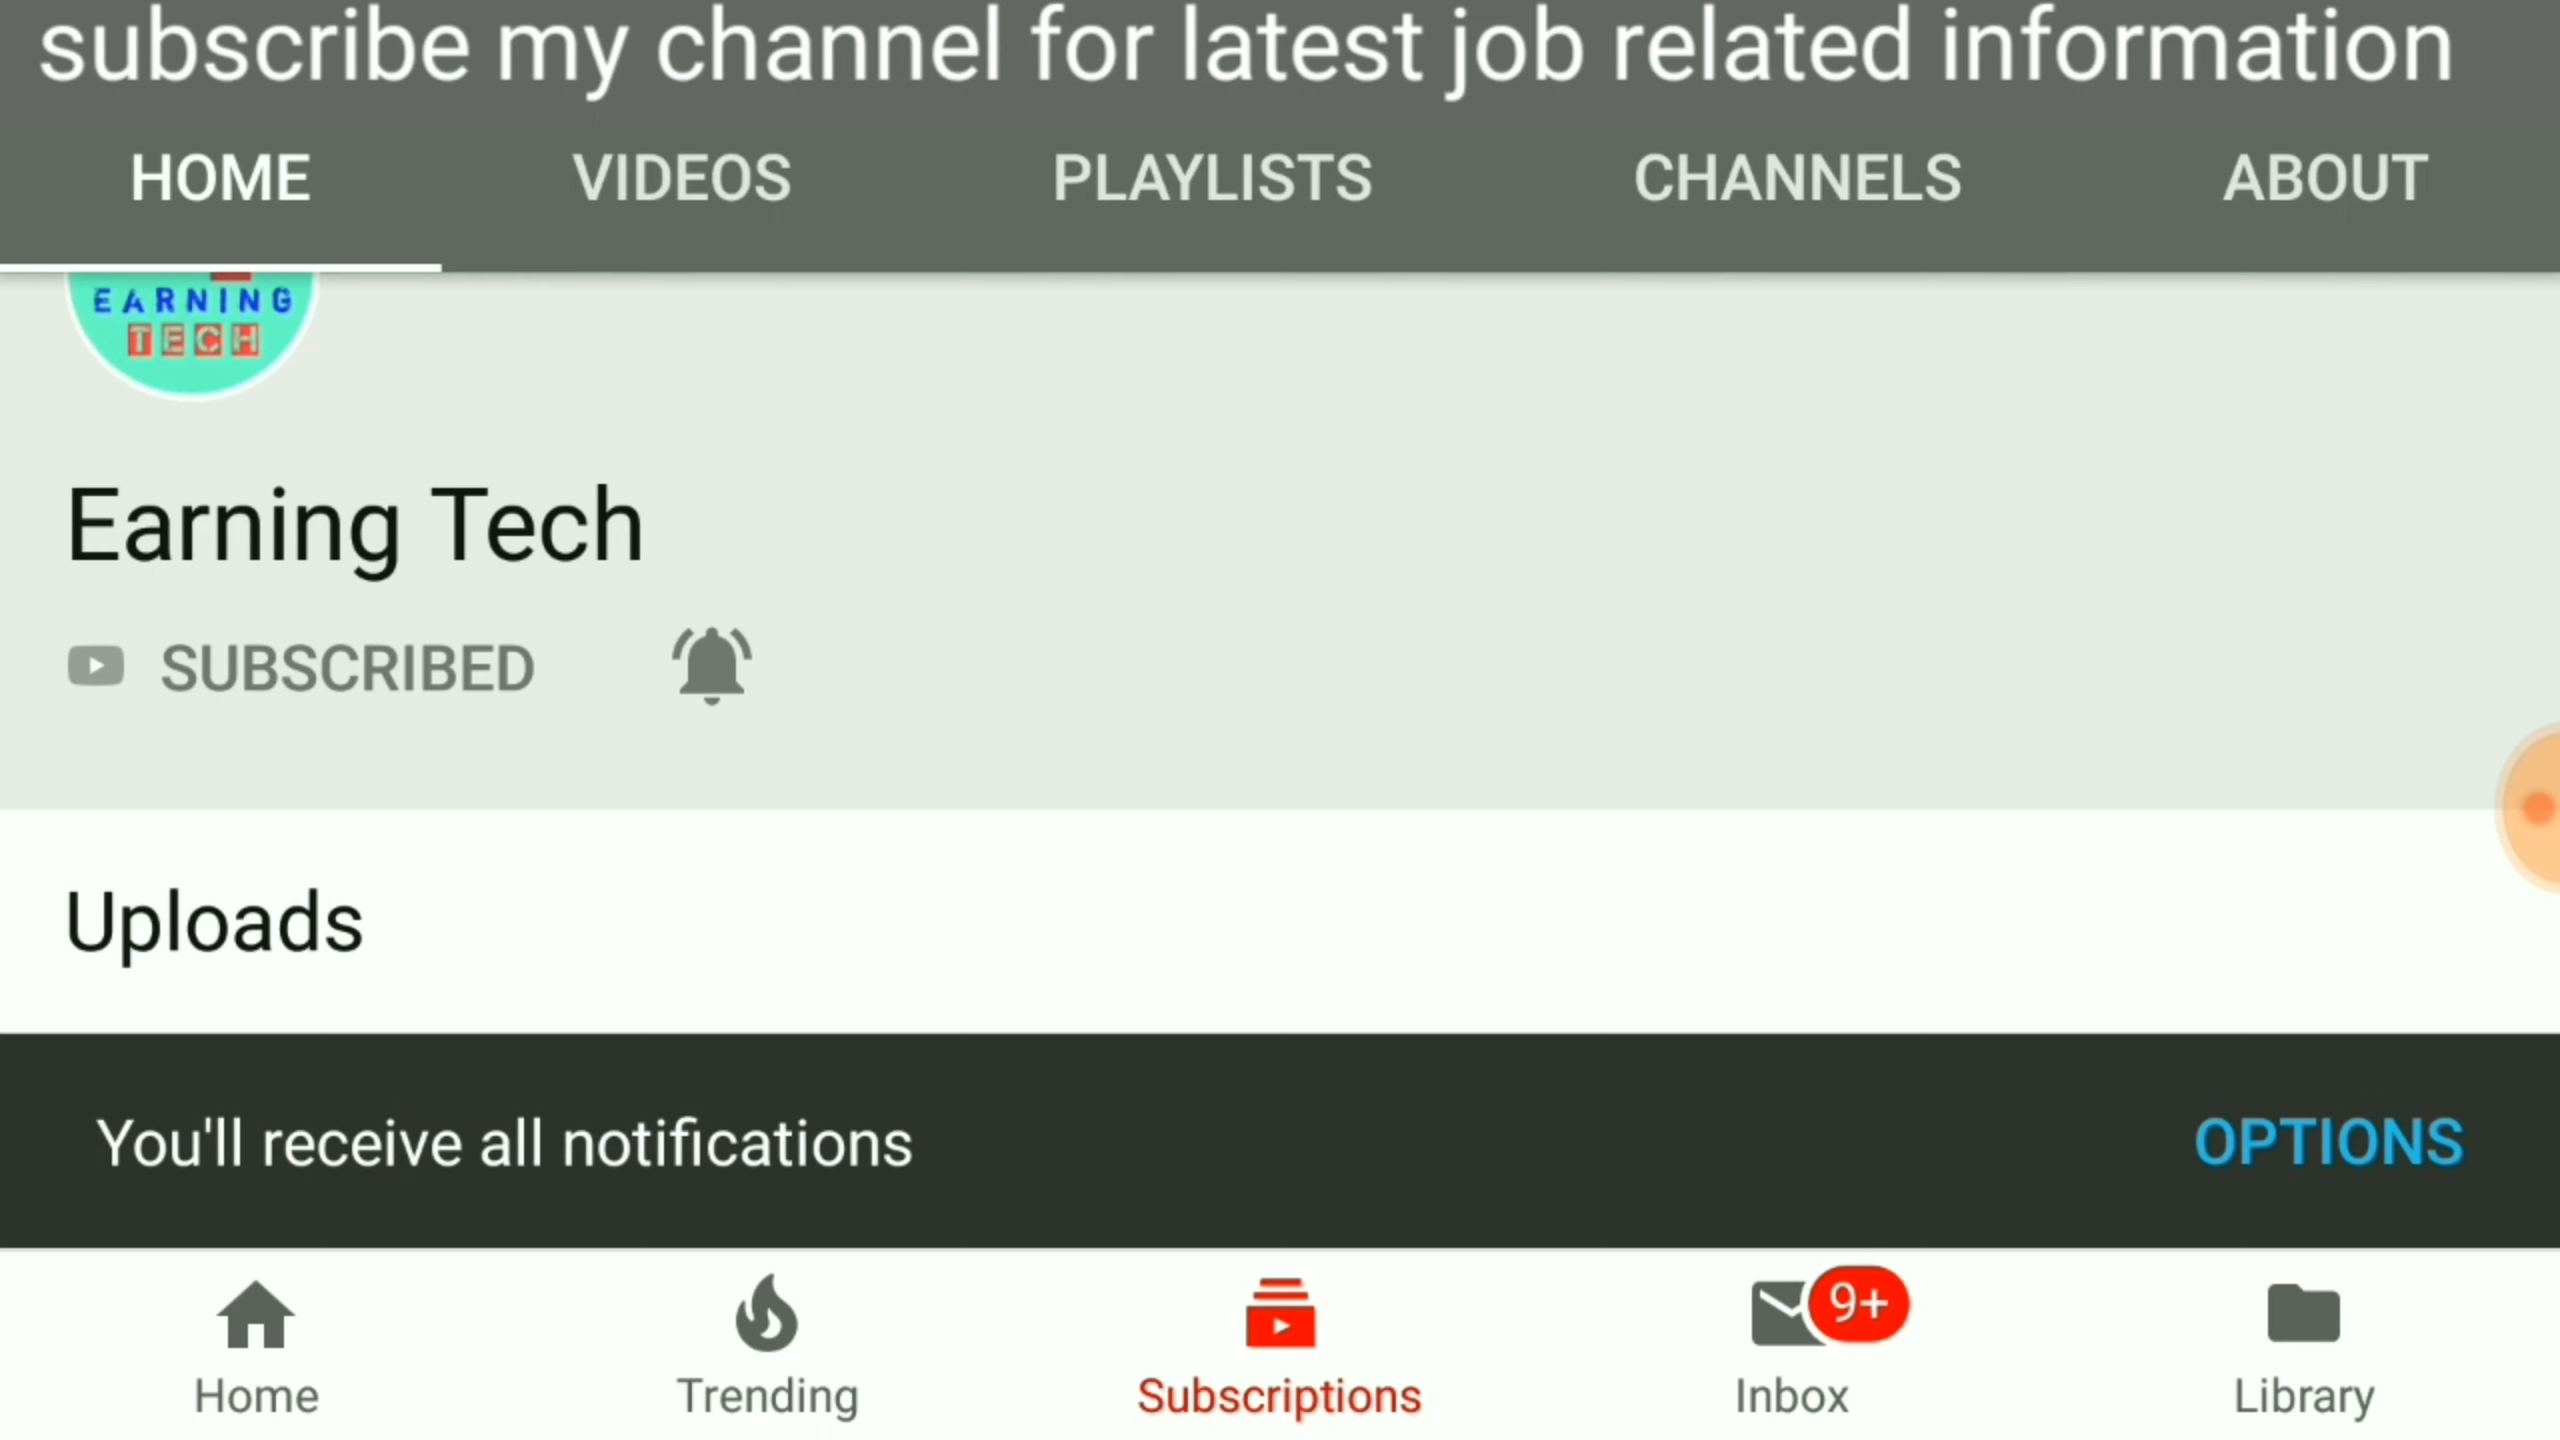 subscribe my channel for latest job related information
HOME VIDEOS PLAYLISTS CHANNELS ABOUT
EARNING
TECH
Earning Tech
SUBSCRIBED
Uploads
You'll receive all notifications OPTIONS
9+
Home Trending Subscriptions Inbox Library